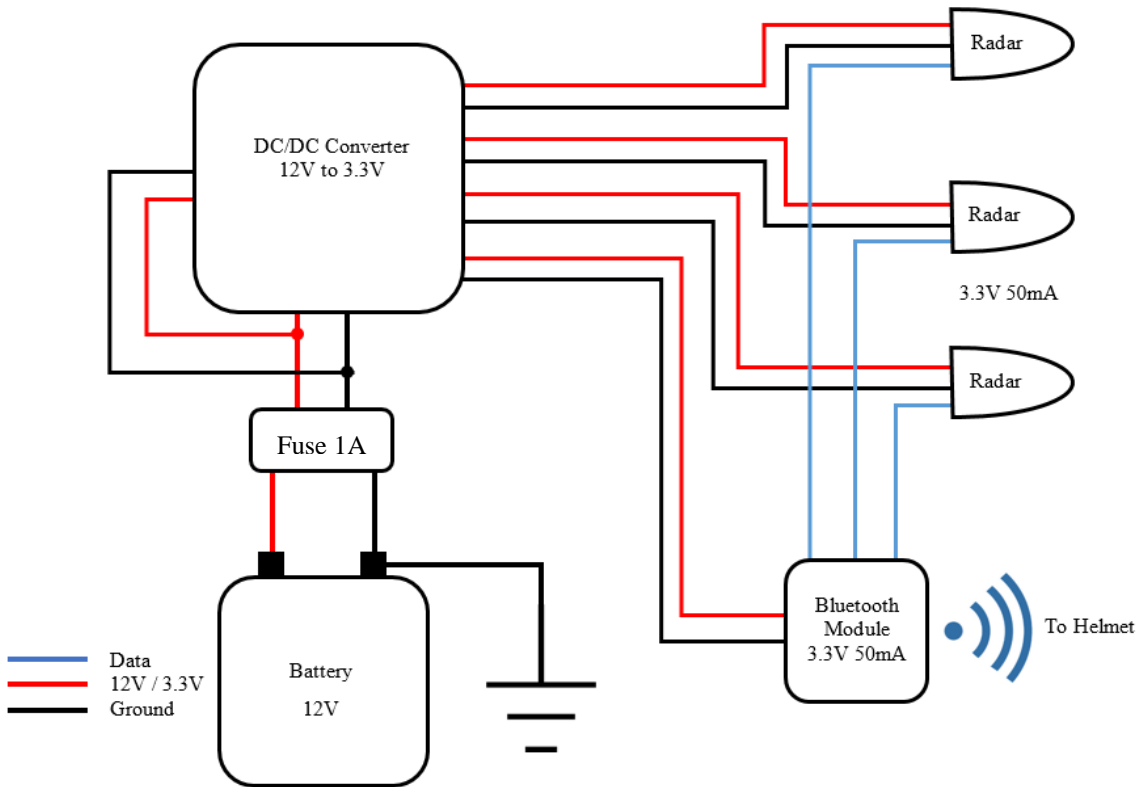 Radar
DC/DC Converter
12V to 3.3V
Radar
3.3V 50mA
Radar
Fuse 1A
Bluetooth
Module
3.3V 50mA
To Helmet
Battery
12V
Data
12V / 3.3V
Ground